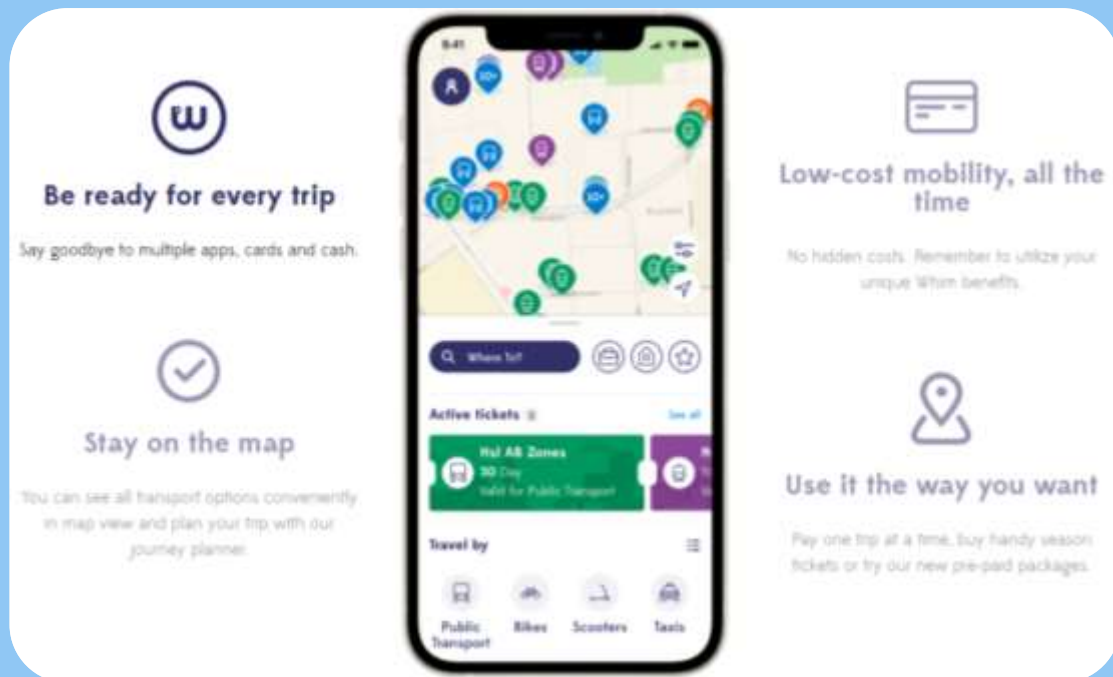 Be ready for every trip
Say goodbye to multiple apps, cards and cash.
Stay on the map
You can see all transport options conveniently
in map view and plan your trip with our
journey planner.
9:41
10+
10+
Where To?
Active tickets
See all
Hsl AB Zones
30 Day
Valid for Public Transport
Travel by
Public
Transport
Bikes
Scooters
Taxis
Low-cost mobility, all the
time
No hidden costs. Remember to utilize your
unique Whim benefits.
Use it the way you want
Pay one trip at a time, buy handy season
tickets or try our new pre-paid packages.